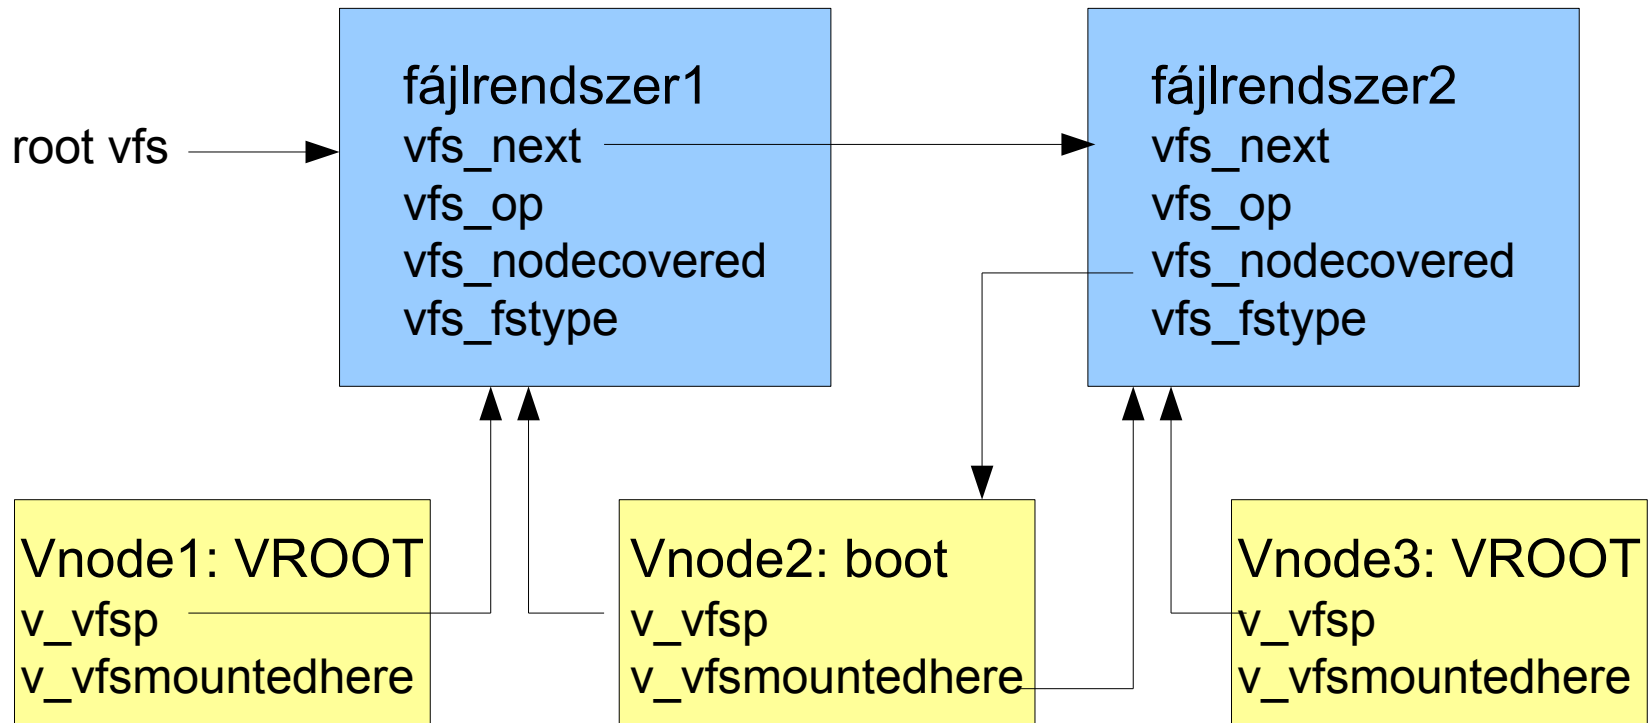 root vfs
fájlrendszer1
vfs_next
vfs_op
vfs_nodecovered
vfs_fstype
fájlrendszer2
vfs_next
vfs_op
vfs_nodecovered
vfs_fstype
Vnode1: VROOT
v_vfsp
v_vfsmountedhere
Vnode2: boot
v_vfsp
v_vfsmountedhere
Vnode3: VROOT
v_vfsp
v_vfsmountedhere